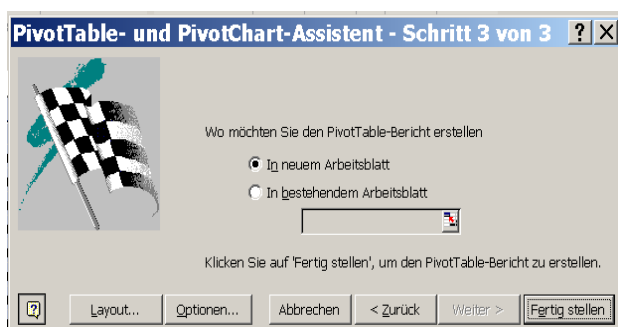 PivotTable- und PivotChart-Assistent - Schritt 3 von 3
Wo möchten Sie den PivotTable-Bericht erstellen
In neuem Arbeitsblatt
In bestehendem Arbeitsblatt
Klicken Sie auf 'Fertig stellen', um den PivotTable-Bericht zu erstellen.
Layout... Optionen... Abbrechen < Zurück Weiter > Fertig stellen